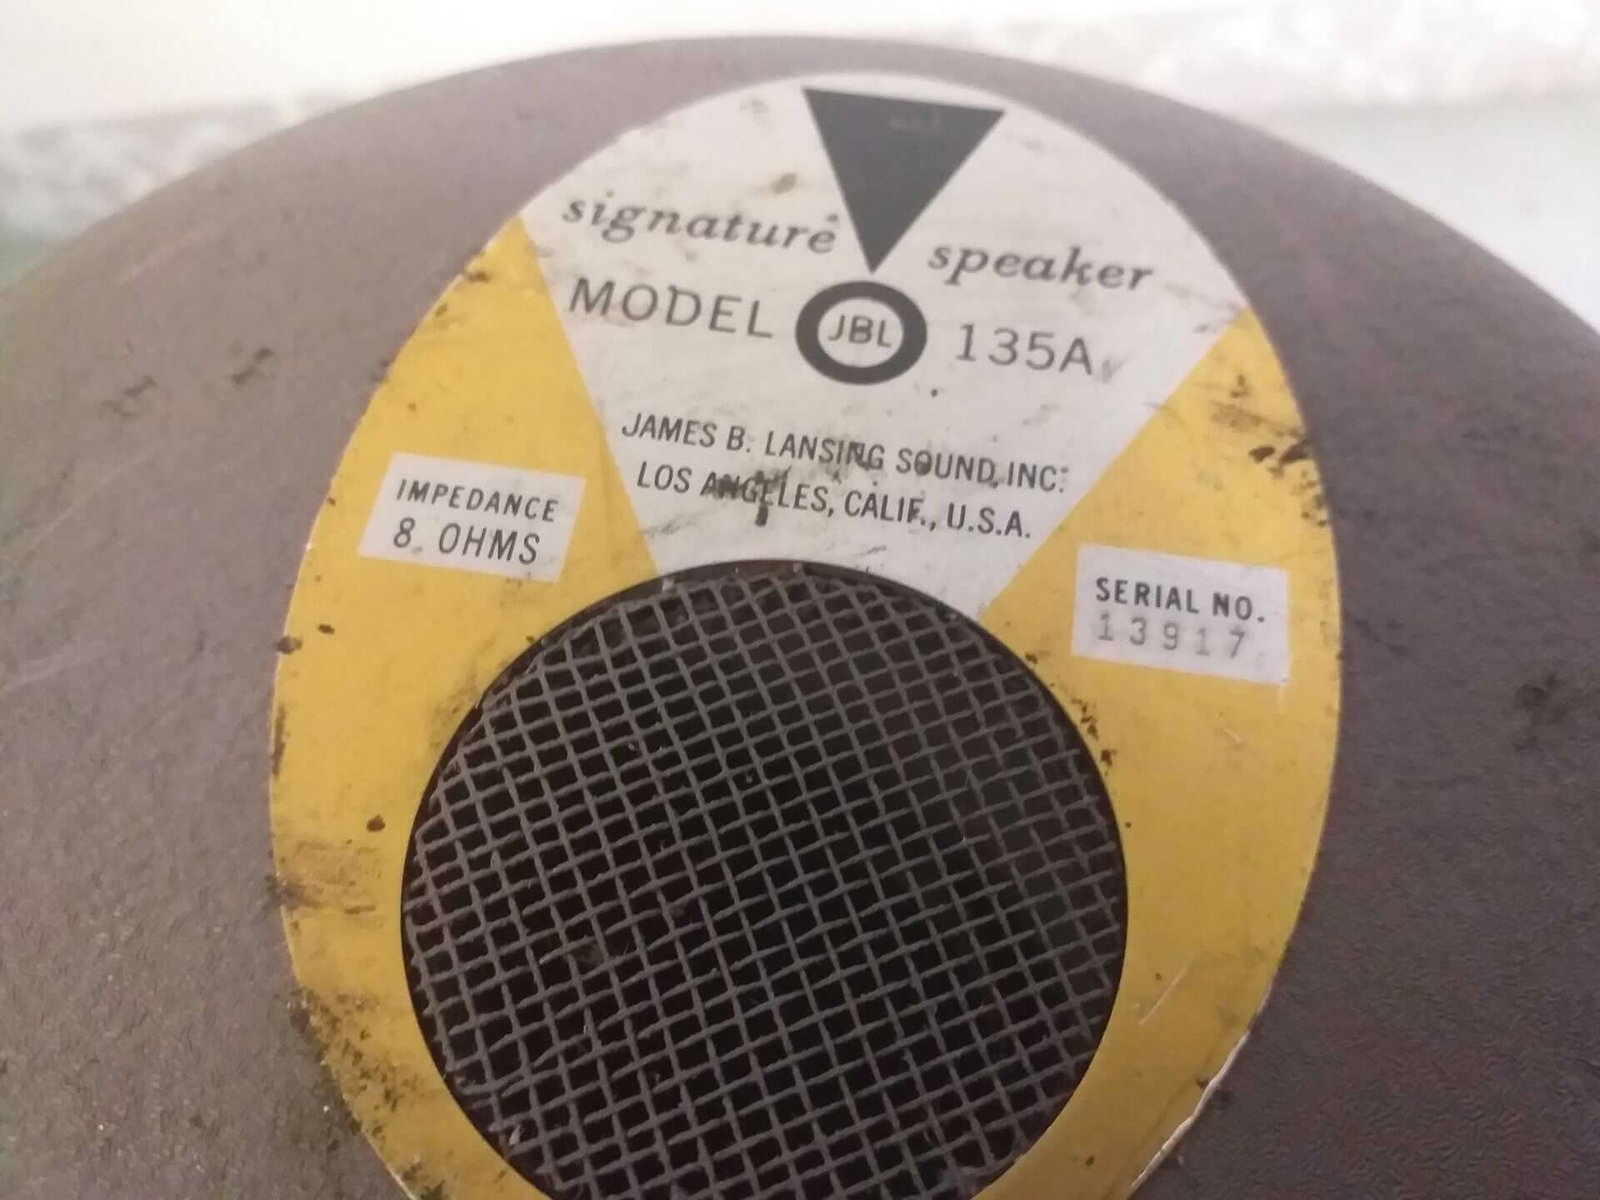 signature speaker
MODEL JBL 135A
JAMES B. LANSING SOUND, INC.
LOS ANGELES, CALIF., U.S.A.
IMPEDANCE
8 OHMS
SERIAL NO.
13917